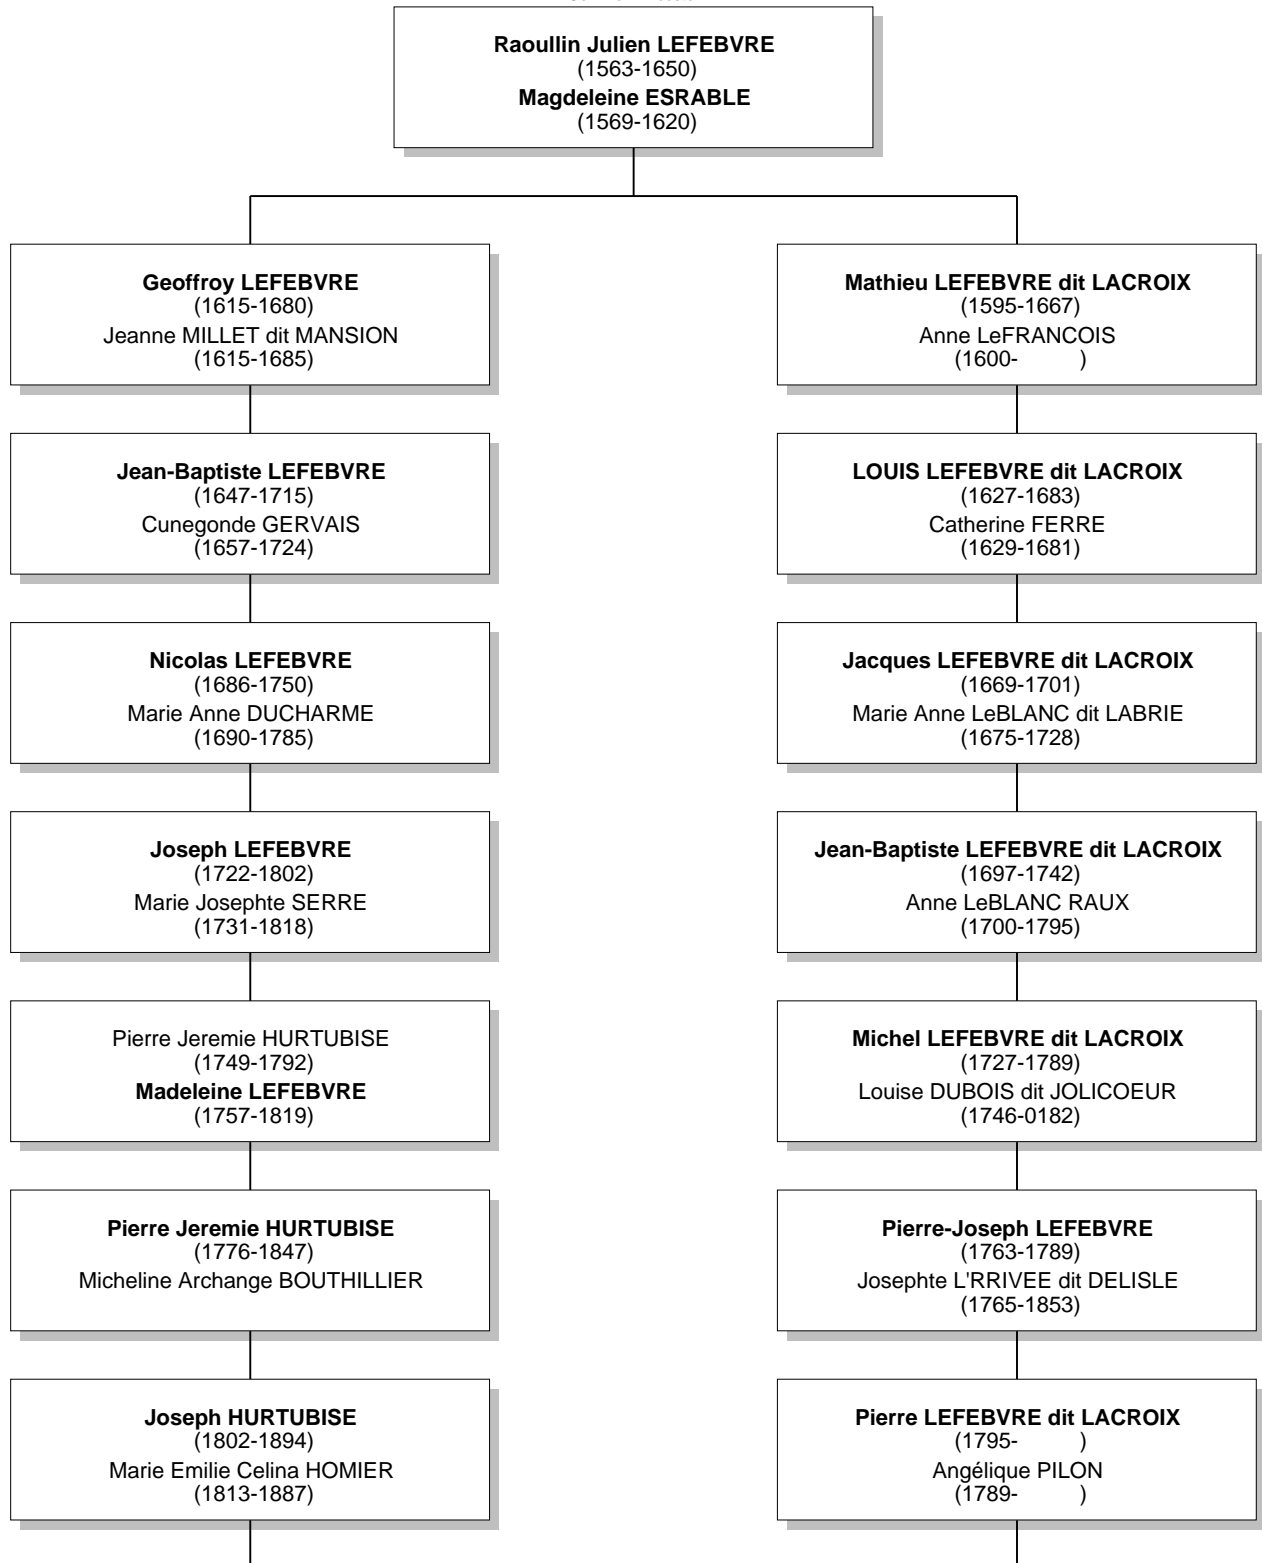 Raoullin Julien LEFEBVRE
(1563-1650)
Magdeleine ESRABLE
(1569-1620)
Geoffroy LEFEBVRE
(1615-1680)
Jeanne MILLET dit MANSION
(1615-1685)
Mathieu LEFEBVRE dit LACROIX
(1595-1667)
Anne LeFRANCOIS
(1600- )
Jean-Baptiste LEFEBVRE
(1647-1715)
Cunegonde GERVAIS
(1657-1724)
LOUIS LEFEBVRE dit LACROIX
(1627-1683)
Catherine FERRE
(1629-1681)
Nicolas LEFEBVRE
(1686-1750)
Marie Anne DUCHARME
(1690-1785)
Jacques LEFEBVRE dit LACROIX
(1669-1701)
Marie Anne LeBLANC dit LABRIE
(1675-1728)
Joseph LEFEBVRE
(1722-1802)
Marie Josephte SERRE
(1731-1818)
Jean-Baptiste LEFEBVRE dit LACROIX
(1697-1742)
Anne LeBLANC RAUX
(1700-1795)
Pierre Jeremie HURTUBISE
(1749-1792)
Madeleine LEFEBVRE
(1757-1819)
Michel LEFEBVRE dit LACROIX
(1727-1789)
Louise DUBOIS dit JOLICOEUR
(1746-0182)
Pierre Jeremie HURTUBISE
(1776-1847)
Micheline Archange BOUTHILLIER
Pierre-Joseph LEFEBVRE
(1763-1789)
Josephte L'RRIVEE dit DELISLE
(1765-1853)
Joseph HURTUBISE
(1802-1894)
Marie Emilie Celina HOMIER
(1813-1887)
Pierre LEFEBVRE dit LACROIX
(1795- )
Angélique PILON
(1789- )